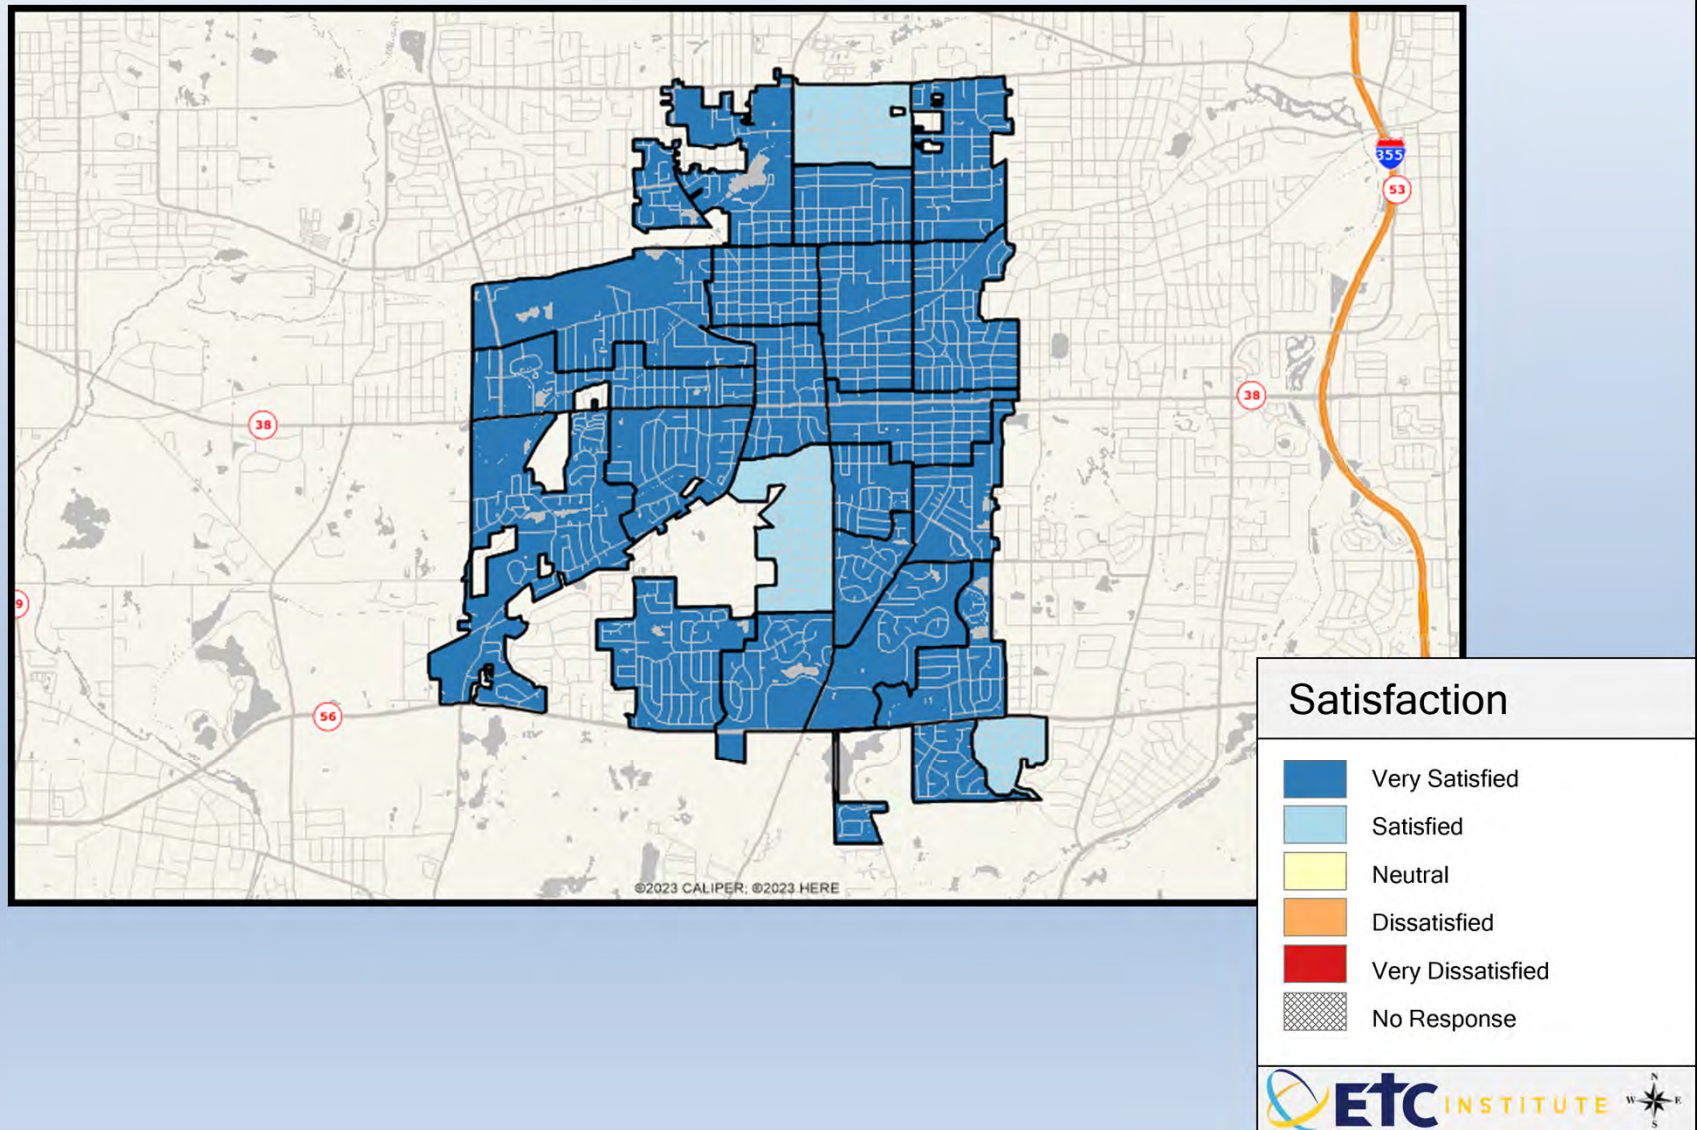 355
53
38
38
9
56
©2023 CALIPER; ©2023 HERE
Satisfaction
Very Satisfied
Satisfied
Neutral
Dissatisfied
Very Dissatisfied
No Response
ETC INSTITUTE
N
W E
S